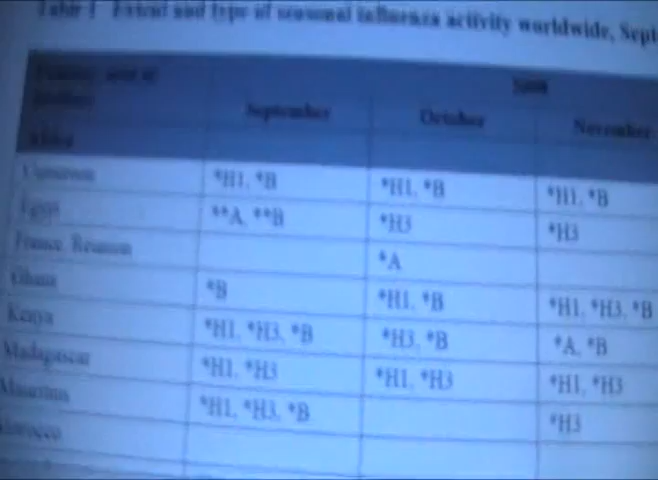 Table 1 Extent and type of seasonal influenza activity worldwide, Sept
2008
September October November
Africa
Cameroon *H1, *B *H1, *B *H1, *B
Egypt **A, **B *H3 *H3
France, Reunion *A
Ghana *B *H1, *B *H1, *H3, *B
Kenya *H1, *H3, *B *H3, *B *A, *B
Madagascar *H1, *H3 *H1, *H3 *H1, *H3
Mauritius *H1, *H3, *B *H3
Morocco